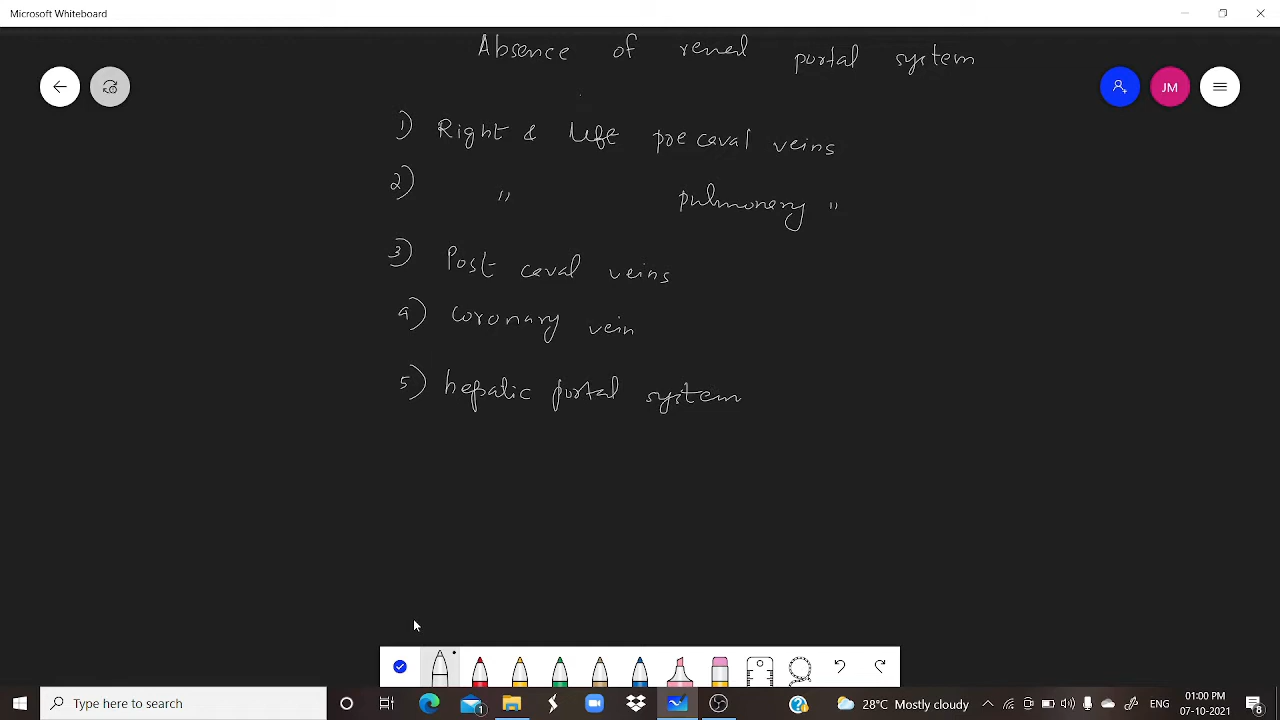 Microsoft Whiteboard
Absence of renal portal system
JM
1) Right & left precaval veins
2) " pulmonary "
3) Post caval veins
4) coronary vein
5) hepatic portal system
Type here to search
1
28°C Mostly cloudy
ENG
01:00 PM
07-10-2021
8